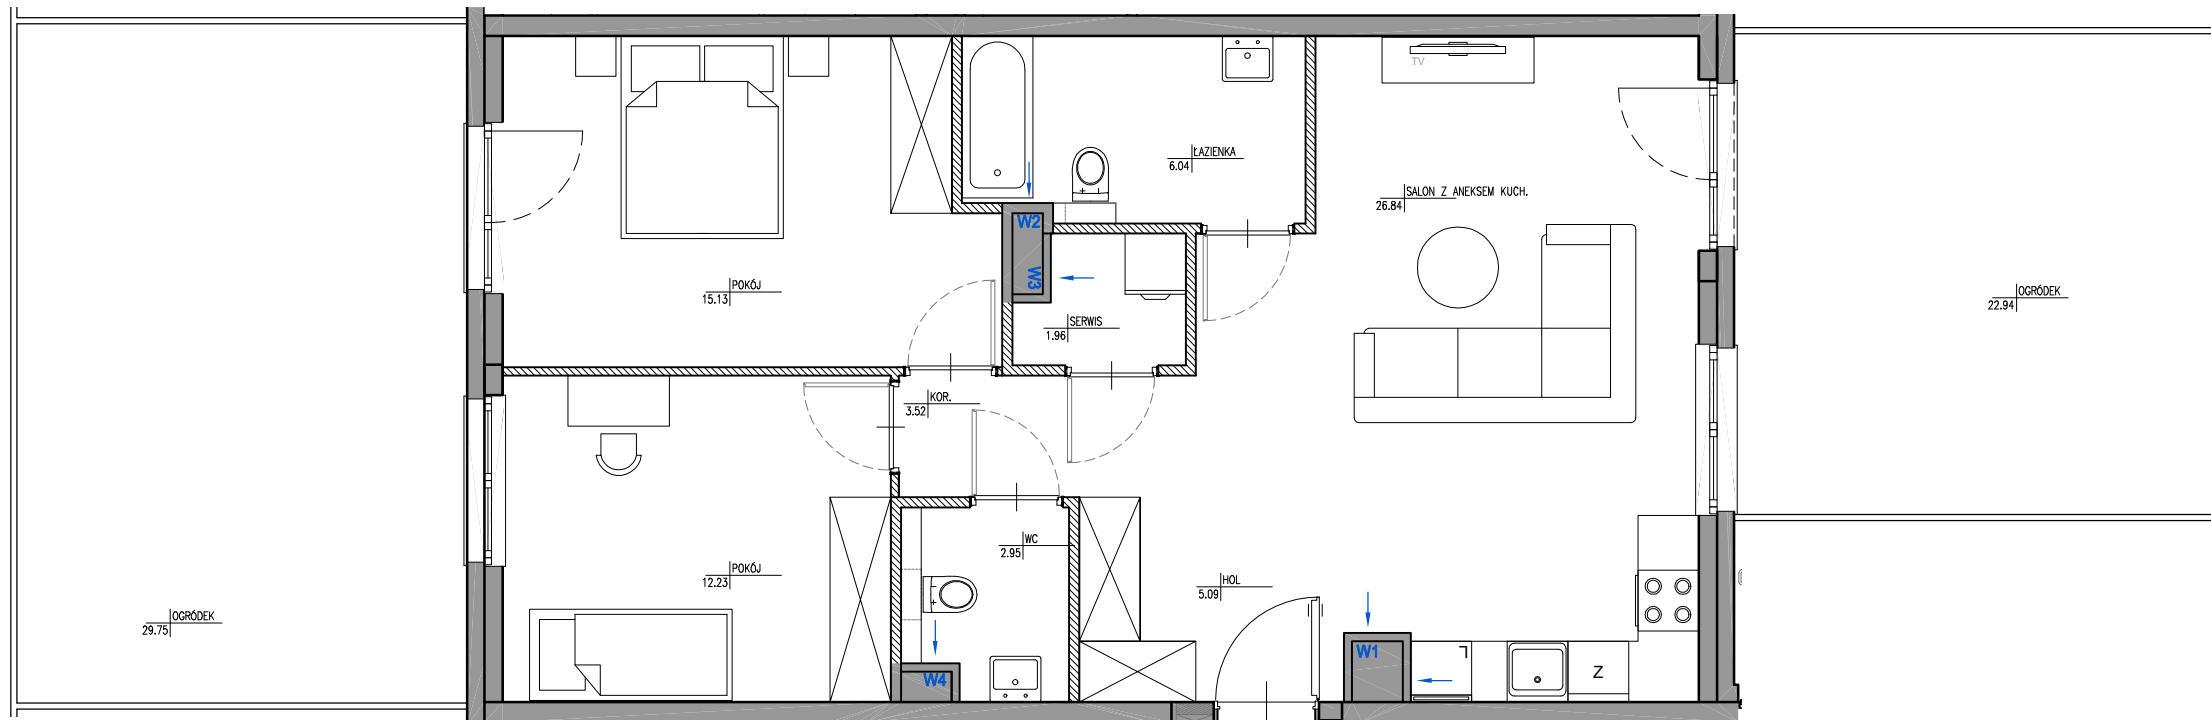 TV
ŁAZIENKA
6.04
SALON Z ANEKSEM KUCH.
26.84
W2
W3
POKÓJ
15.13
OGRÓDEK
22.94
SERWIS
1.96
KOR.
3.52
WC
2.95
POKÓJ
12.23
HOL
5.09
OGRÓDEK
29.75
W1
Z
W4